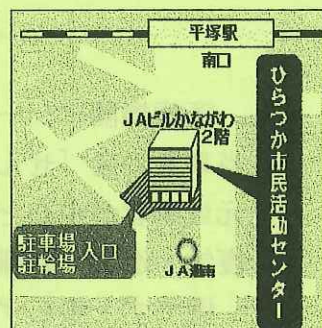 平塚駅
南口
JAビルかながわ
2階
ひらつか市民活動センター
駐車場
駐輪場
入口
JA湘南